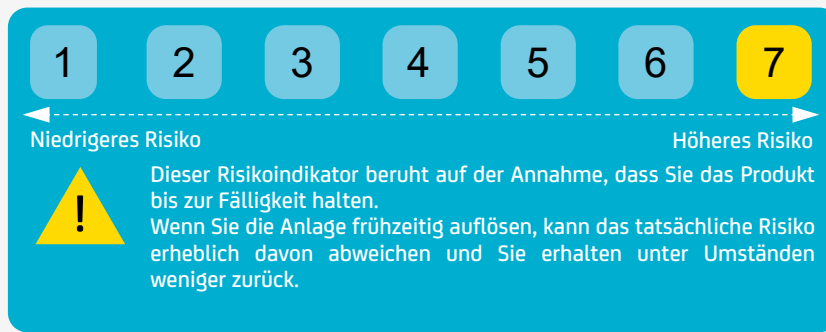 1 2 3 4 5 6 7
Niedrigeres Risiko Höheres Risiko
!
Dieser Risikoindikator beruht auf der Annahme, dass Sie das Produkt
bis zur Fälligkeit halten.
Wenn Sie die Anlage frühzeitig auflösen, kann das tatsächliche Risiko
erheblich davon abweichen und Sie erhalten unter Umständen
weniger zurück.